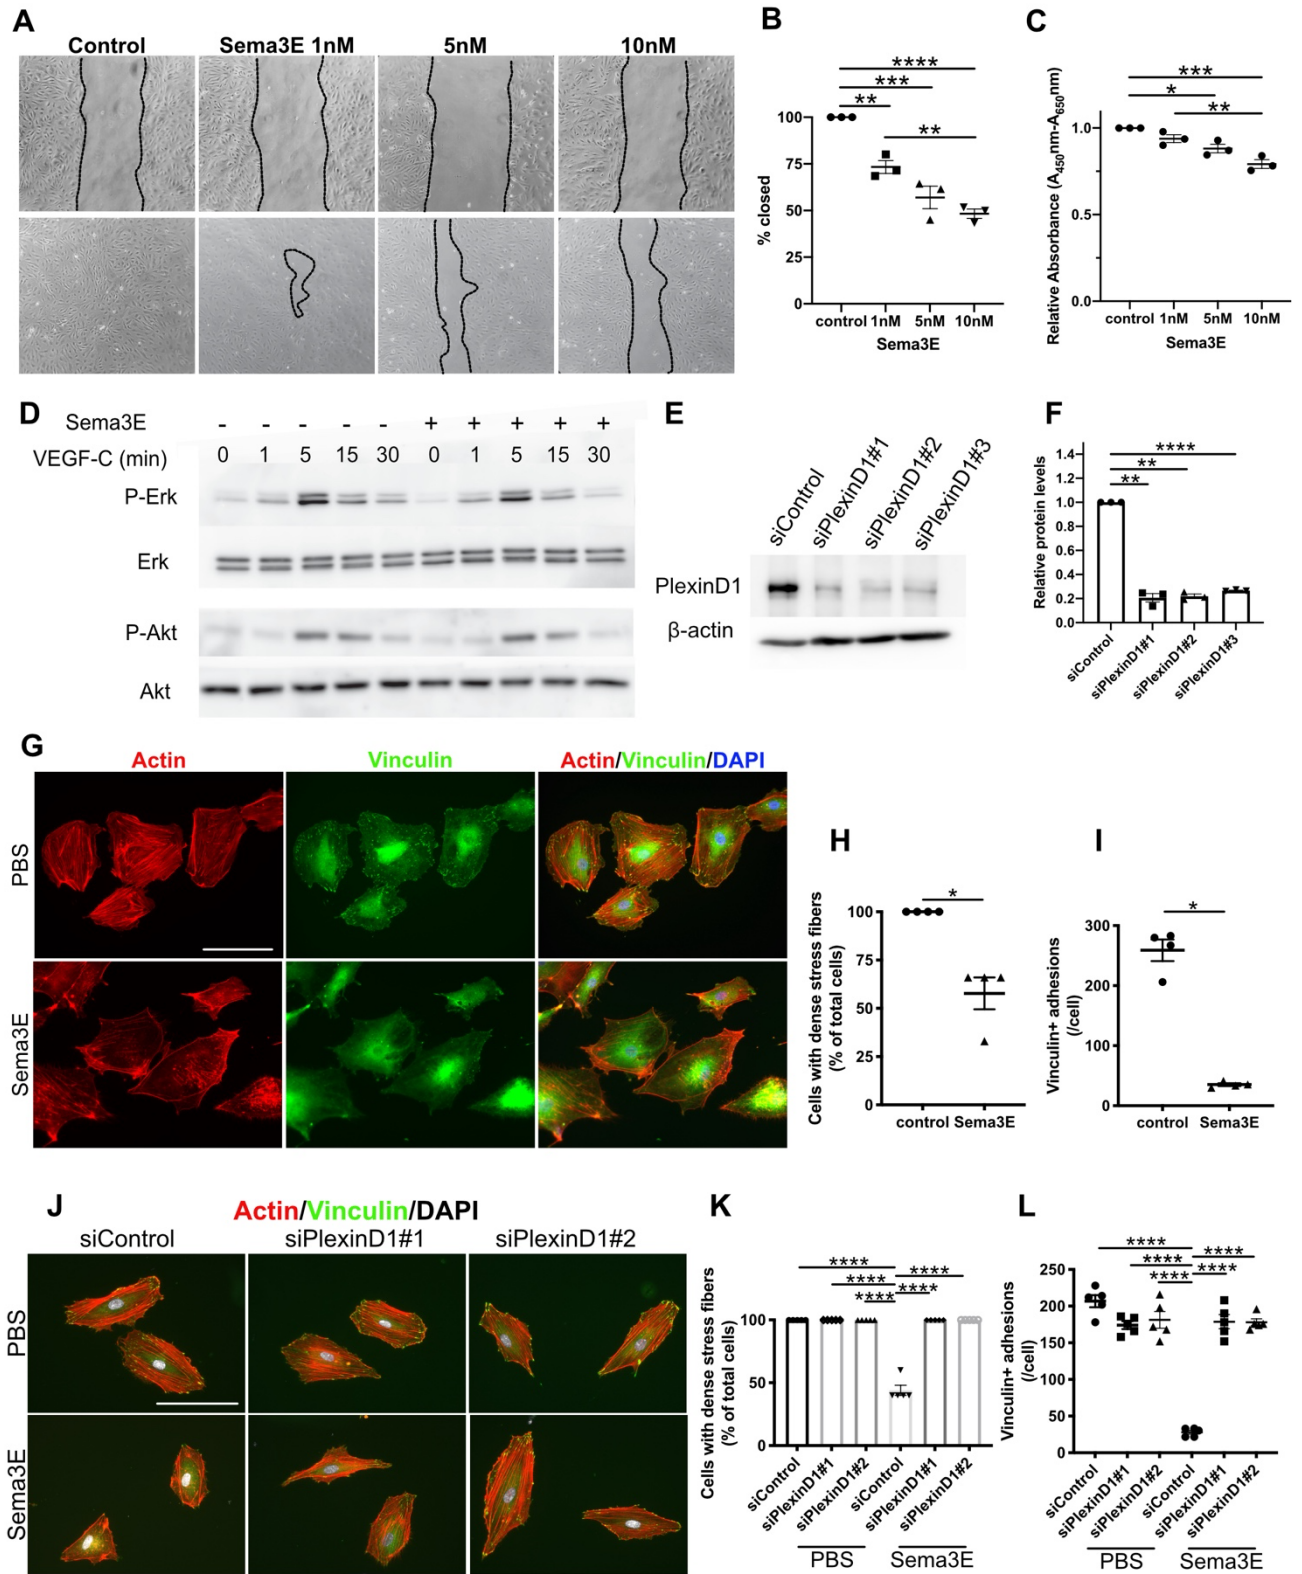 A
Control
Sema3E 1nM
5nM
10nM
B
****
***
**
**
% closed
100
75
50
25
0
control 1nM 5nM 10nM
Sema3E
C
***
*
**
Relative Absorbance (A450nm-A650nm)
1.0
0.5
0.0
control 1nM 5nM 10nM
Sema3E
D
Sema3E - - - - - + + + + +
VEGF-C (min) 0 1 5 15 30 0 1 5 15 30
P-Erk
Erk
P-Akt
Akt
E
siControl
siPlexinD1#1
siPlexinD1#2
siPlexinD1#3
PlexinD1
β-actin
F
****
**
**
Relative protein levels
1.4
1.2
1.0
0.8
0.6
0.4
0.2
0.0
siControl
siPlexinD1#1
siPlexinD1#2
siPlexinD1#3
G
Actin
Vinculin
Actin/Vinculin/DAPI
PBS
Sema3E
H
*
Cells with dense stress fibers
(% of total cells)
100
75
50
25
0
control Sema3E
I
*
Vinculin+ adhesions
(/cell)
300
200
100
0
control Sema3E
J
Actin/Vinculin/DAPI
siControl
siPlexinD1#1
siPlexinD1#2
PBS
Sema3E
K
****
**** ****
**** ****
Cells with dense stress fibers
(% of total cells)
100
50
0
siControl
siPlexinD1#1
siPlexinD1#2
siControl
siPlexinD1#1
siPlexinD1#2
PBS
Sema3E
L
****
**** ****
**** ****
Vinculin+ adhesions
(/cell)
250
200
150
100
50
0
siControl
siPlexinD1#1
siPlexinD1#2
siControl
siPlexinD1#1
siPlexinD1#2
PBS
Sema3E